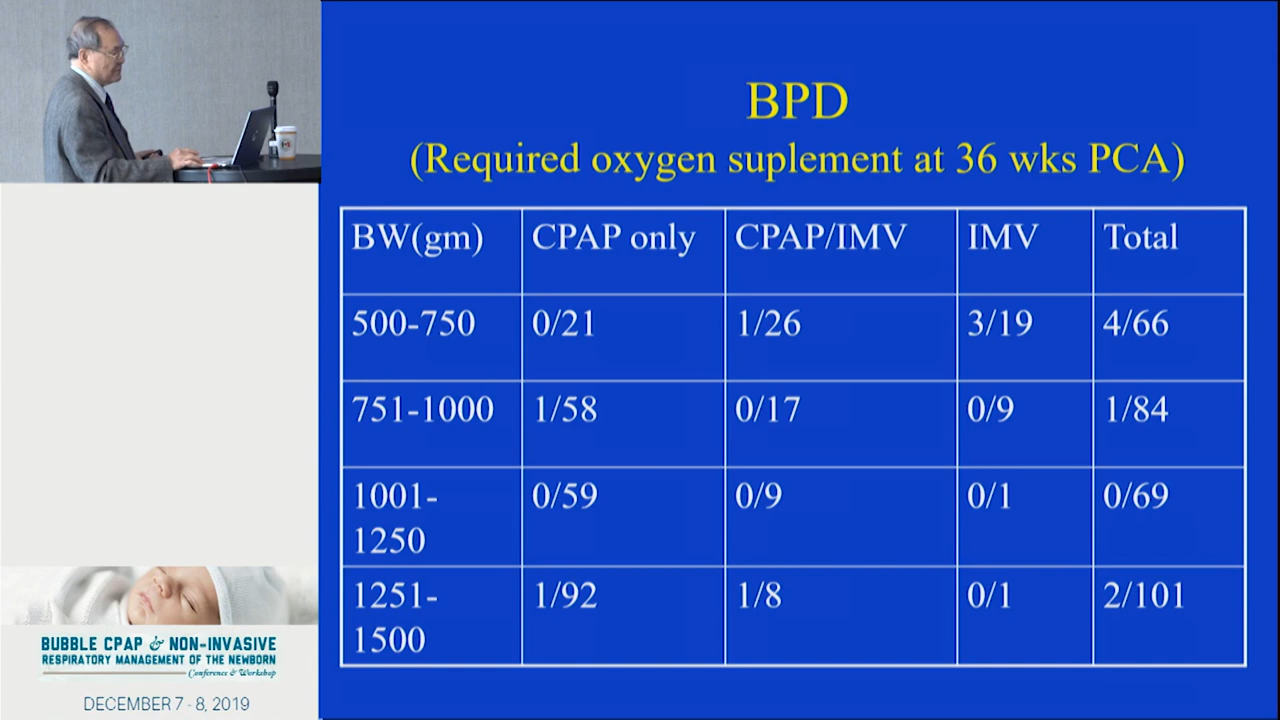 BPD
(Required oxygen suplement at 36 wks PCA)
BW(gm) CPAP only CPAP/IMV IMV Total
500-750 0/21 1/26 3/19 4/66
751-1000 1/58 0/17 0/9 1/84
1001-
1250 0/59 0/9 0/1 0/69
1251-
1500 1/92 1/8 0/1 2/101
BUBBLE CPAP & NON-INVASIVE
RESPIRATORY MANAGEMENT OF THE NEWBORN
Conference & Workshop
DECEMBER 7 - 8, 2019